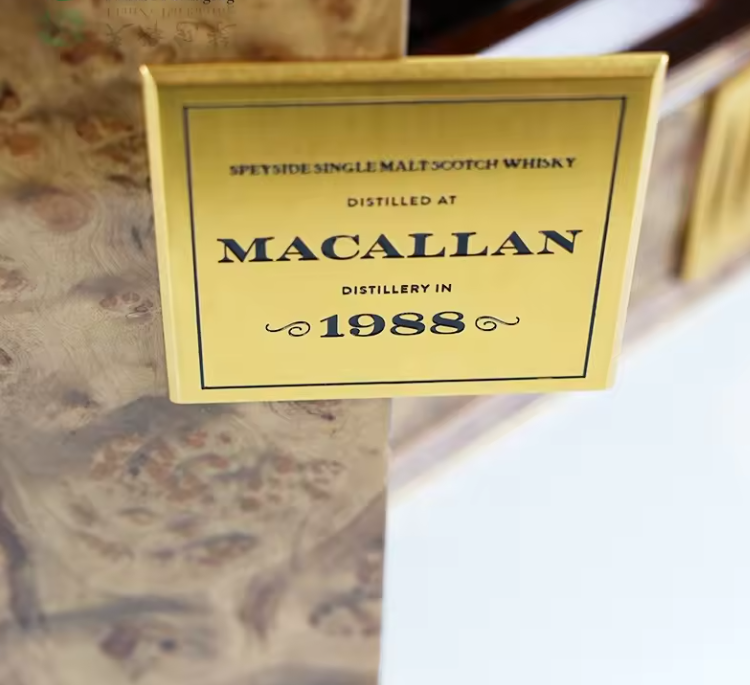 SPEYSIDE SINGLE MALT SCOTCH WHISKY
DISTILLED AT
MACALLAN
DISTILLERY IN
1988